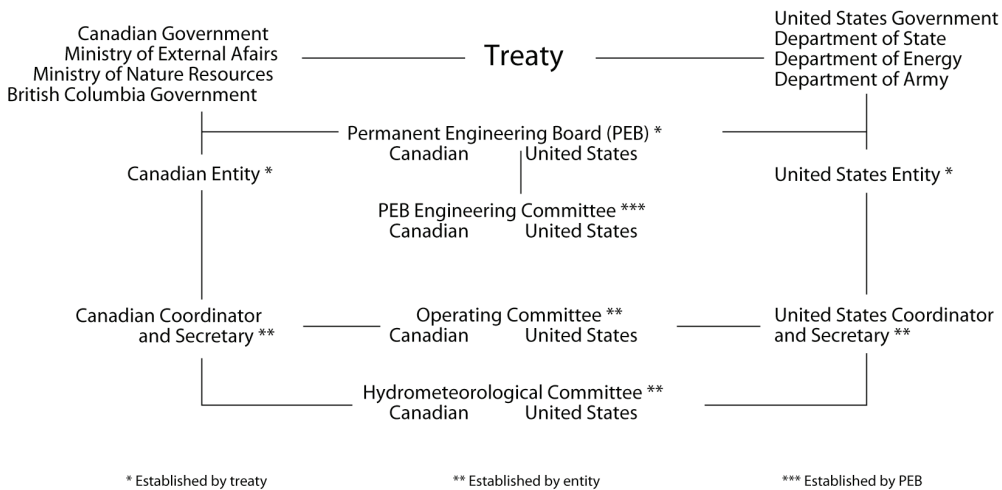 Canadian Government
Ministry of External Afairs
Ministry of Nature Resources
British Columbia Government
Treaty
United States Government
Department of State
Department of Energy
Department of Army
Permanent Engineering Board (PEB) *
Canadian United States
Canadian Entity *
United States Entity *
PEB Engineering Committee ***
Canadian United States
Canadian Coordinator
and Secretary **
Operating Committee **
Canadian United States
United States Coordinator
and Secretary **
Hydrometeorological Committee **
Canadian United States
* Established by treaty
** Established by entity
*** Established by PEB